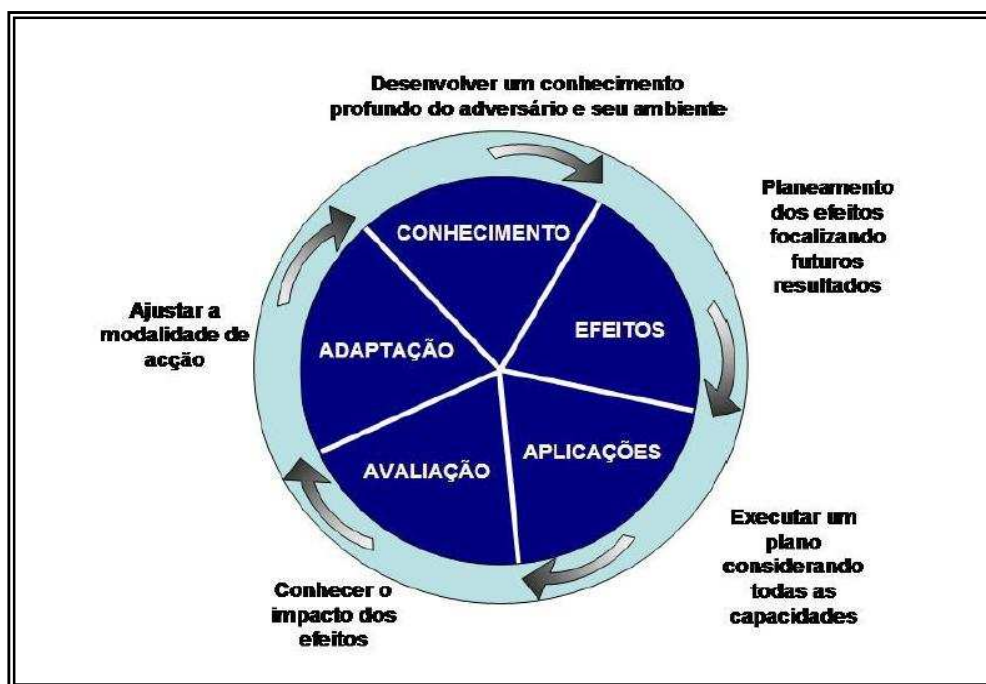 Desenvolver um conhecimento
profundo do adversário e seu ambiente
Planeamento
dos efeitos
focalizando
futuros
resultados
CONHECIMENTO
EFEITOS
Ajustar a
modalidade de
acção
ADAPTAÇÃO
AVALIAÇÃO
APLICAÇÕES
Executar um
plano
considerando
todas as
capacidades
Conhecer o
impacto dos
efeitos